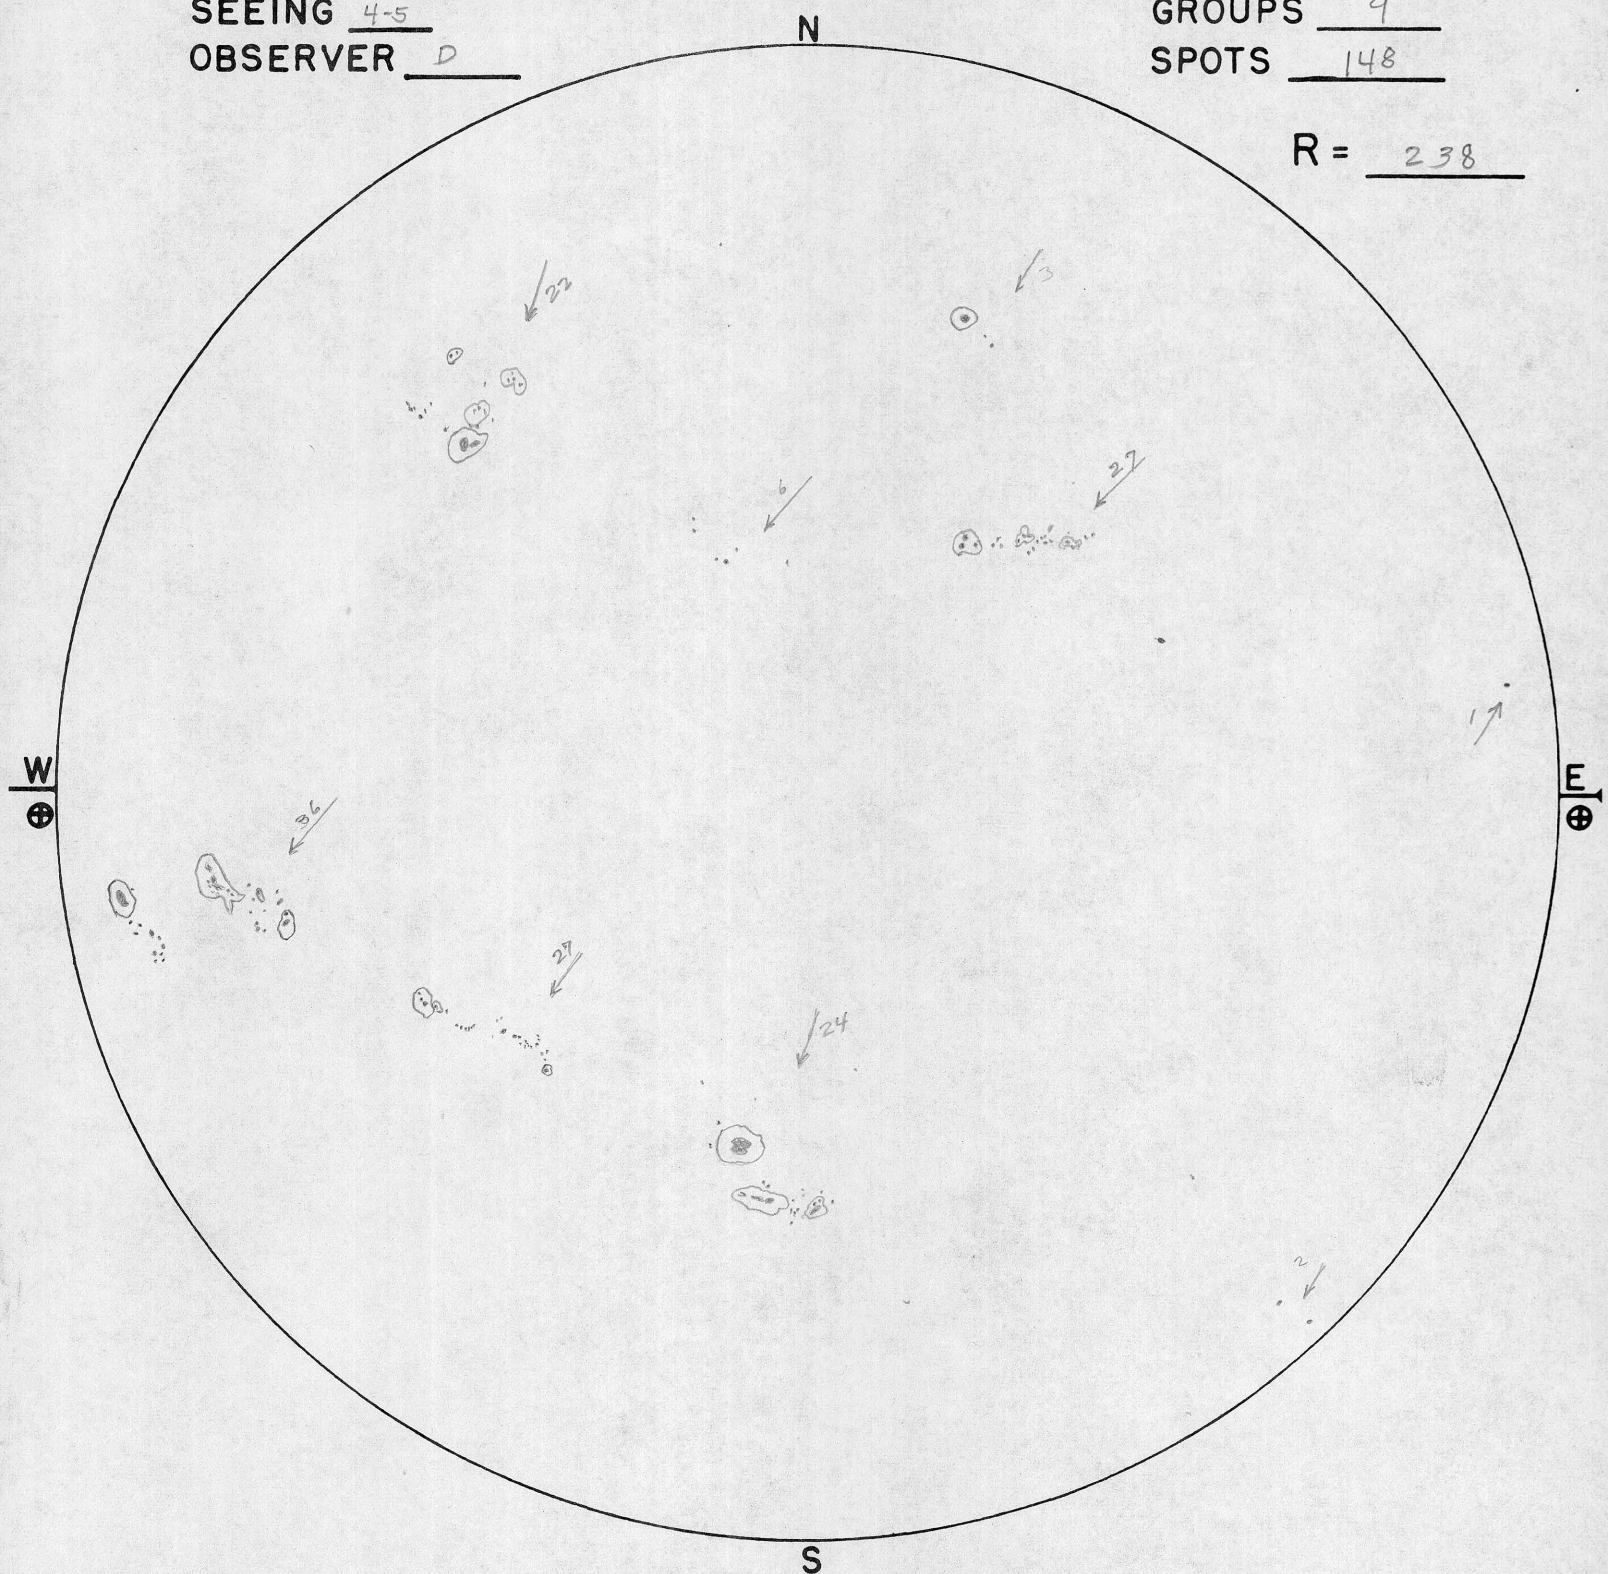 SEEING 4-5
GROUPS 9
OBSERVER D
SPOTS 148
N
R = 238
22
3
6
27
1
W
E
36
27
24
2
S